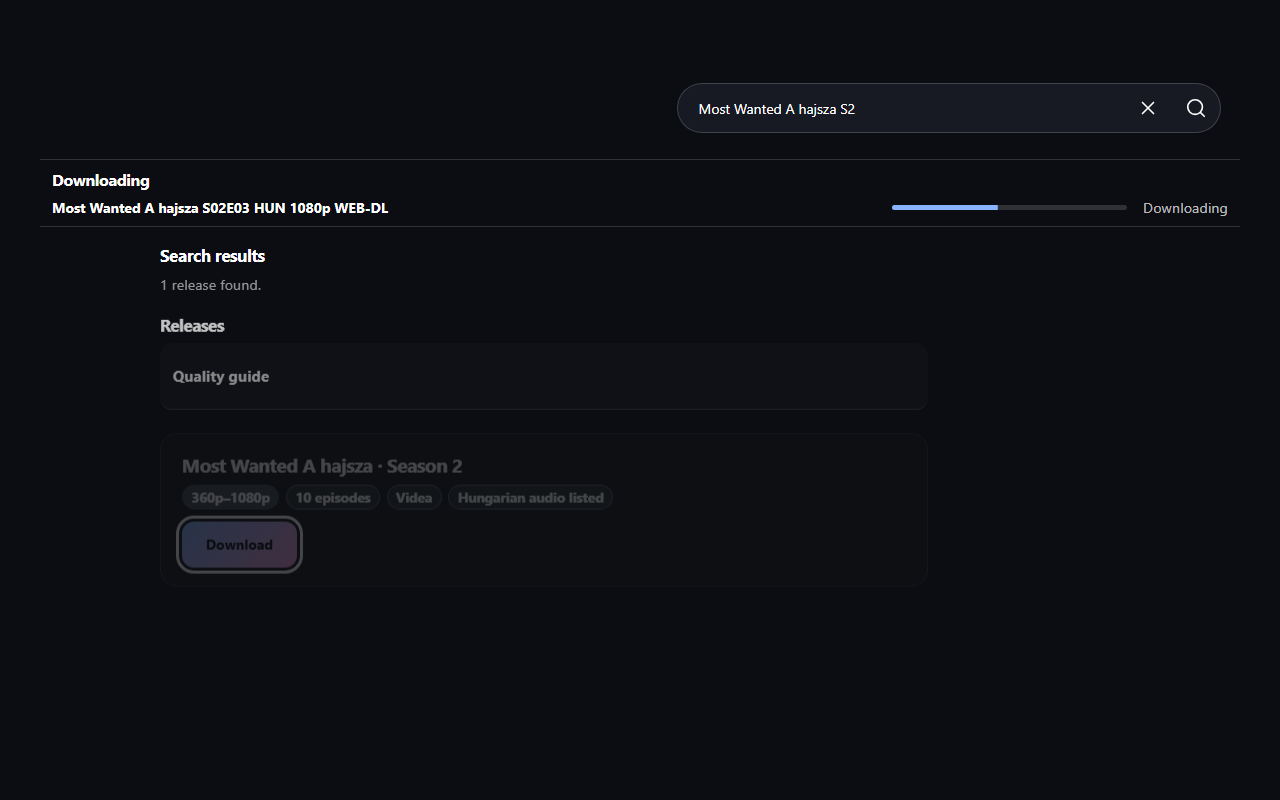 Most Wanted A hajsza S2
Downloading
Most Wanted A hajsza S02E03 HUN 1080p WEB-DL
Downloading
Search results
1 release found.
Releases
Quality guide
Most Wanted A hajsza · Season 2
360p–1080p 10 episodes Videa Hungarian audio listed
Download